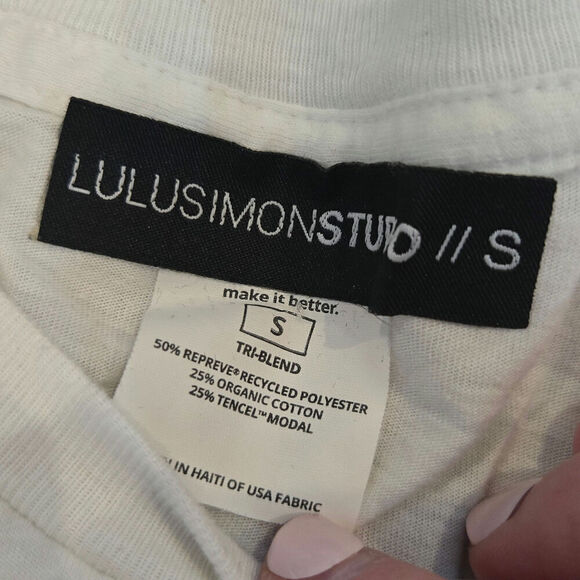 LULUSIMONSTUDIO // S
make it better.
S
TRI-BLEND
50% REPREVE® RECYCLED POLYESTER
25% ORGANIC COTTON
25% TENCEL™ MODAL
IN HAITI OF USA FABRIC